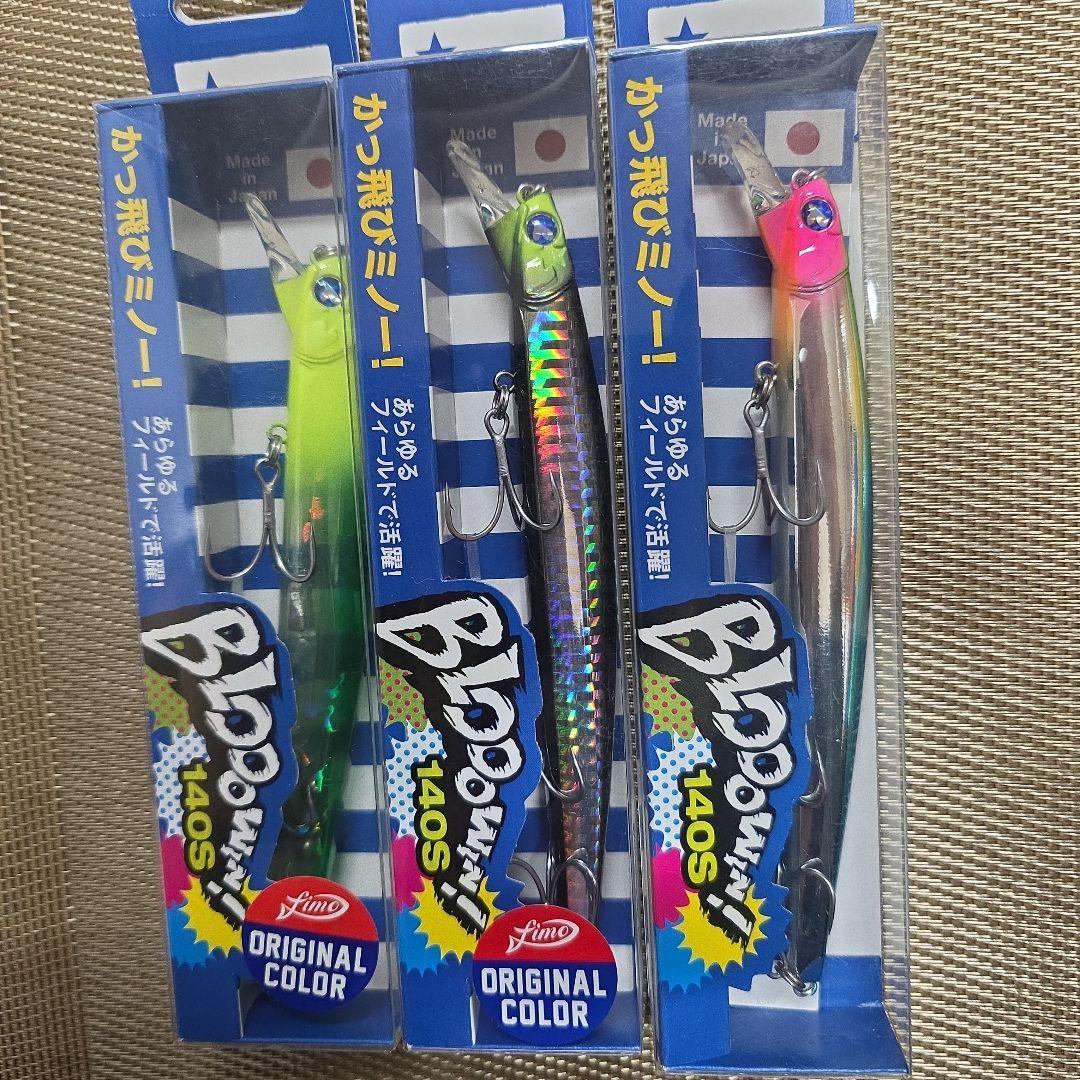 かっ飛びミノー！
あらゆる
フィールドで活躍！
Made
in
Japan
BLOOOWIN!
140S
fimo
ORIGINAL
COLOR
かっ飛びミノー！
あらゆる
フィールドで活躍！
Made
in
Japan
BLOOOWIN!
140S
fimo
ORIGINAL
COLOR
かっ飛びミノー！
あらゆる
フィールドで活躍！
Made
in
Japan
BLOOOWIN!
140S